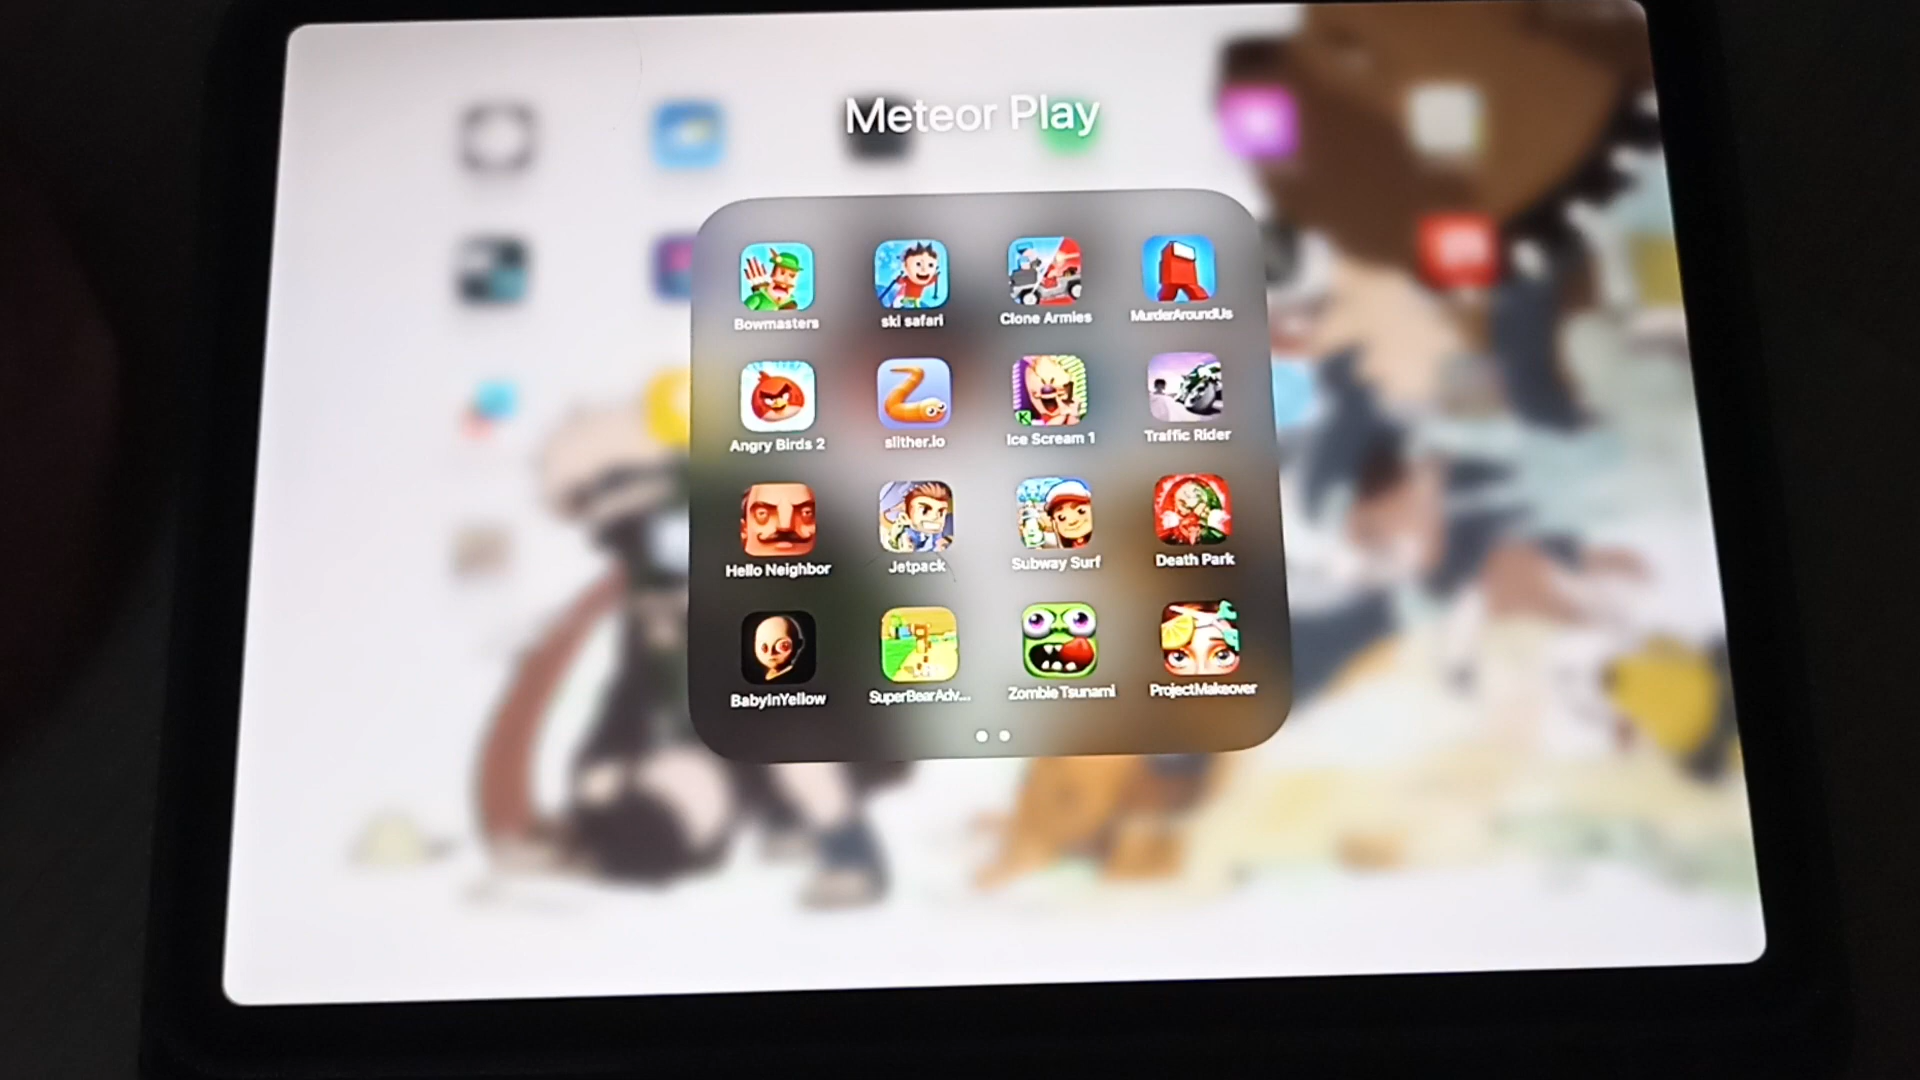 Meteor Play
Bowmasters
ski safari
Clone Armies
MurderAroundUs
Angry Birds 2
slither.io
Ice Scream 1
Traffic Rider
Hello Neighbor
Jetpack
Subway Surf
Death Park
BabyInYellow
SuperBearAdv...
Zombie Tsunami
ProjectMakeover